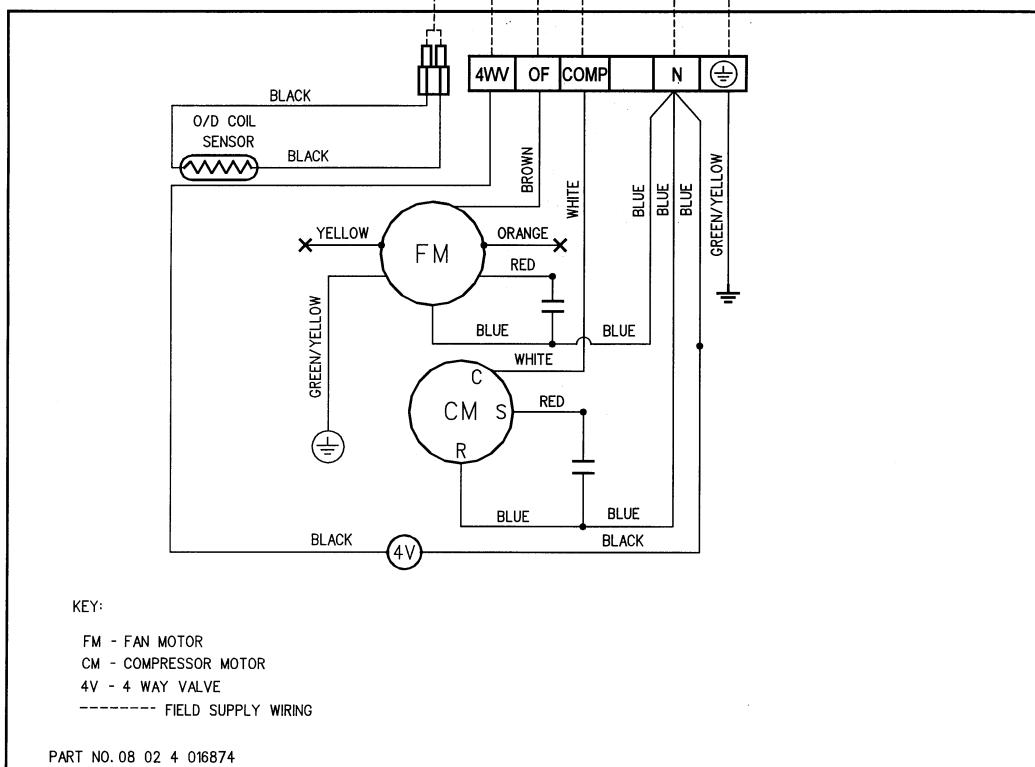 4WV OF COMP N
BLACK
O/D COIL
SENSOR
BLACK
BROWN
WHITE
BLUE
BLUE
BLUE
GREEN/YELLOW
YELLOW
FM
ORANGE
RED
GREEN/YELLOW
BLUE
BLUE
WHITE
C
CM
S
R
RED
BLUE
BLUE
BLACK
4V
BLACK
KEY:
FM - FAN MOTOR
CM - COMPRESSOR MOTOR
4V - 4 WAY VALVE
-------- FIELD SUPPLY WIRING
PART NO. 08 02 4 016874